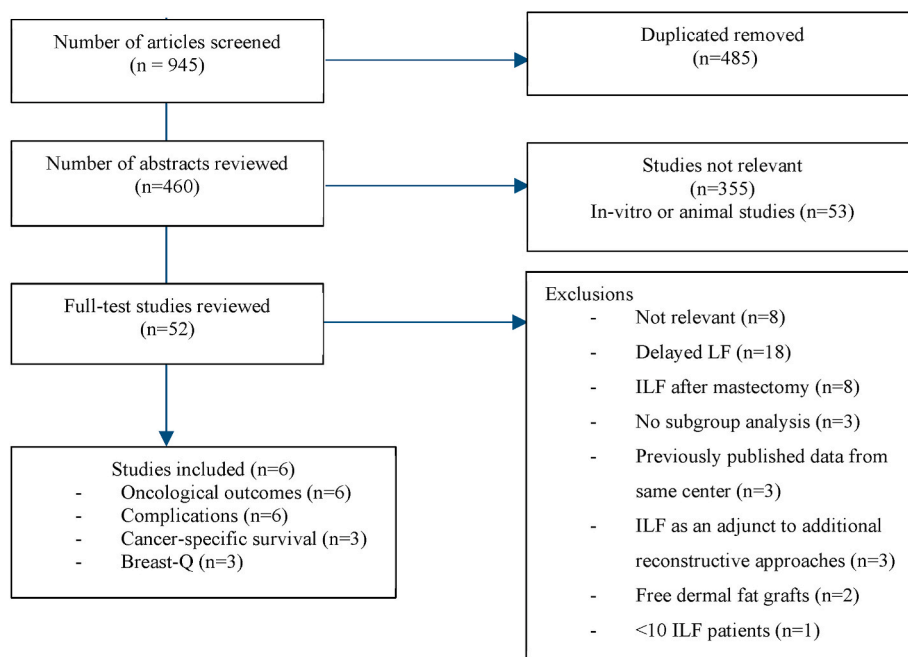 Number of articles screened
(n = 945)
Duplicated removed
(n=485)
Number of abstracts reviewed
(n=460)
Studies not relevant
(n=355)
In-vitro or animal studies (n=53)
Full-test studies reviewed
(n=52)
Exclusions
- Not relevant (n=8)
- Delayed LF (n=18)
- ILF after mastectomy (n=8)
- No subgroup analysis (n=3)
- Previously published data from
same center (n=3)
- ILF as an adjunct to additional
reconstructive approaches (n=3)
- Free dermal fat grafts (n=2)
- <10 ILF patients (n=1)
Studies included (n=6)
- Oncological outcomes (n=6)
- Complications (n=6)
- Cancer-specific survival (n=3)
- Breast-Q (n=3)